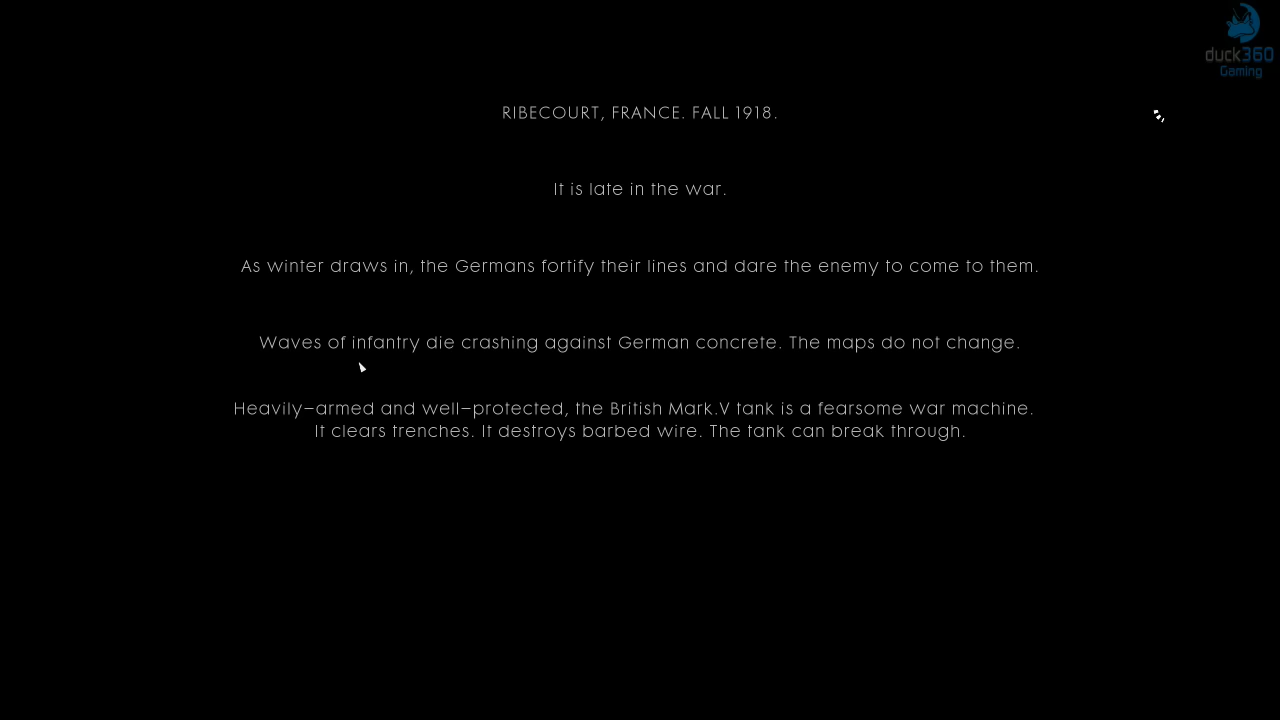 duck360
Gaming
RIBECOURT, FRANCE. FALL 1918.
It is late in the war.
As winter draws in, the Germans fortify their lines and dare the enemy to come to them.
Waves of infantry die crashing against German concrete. The maps do not change.
Heavily-armed and well-protected, the British Mark.V tank is a fearsome war machine.
It clears trenches. It destroys barbed wire. The tank can break through.